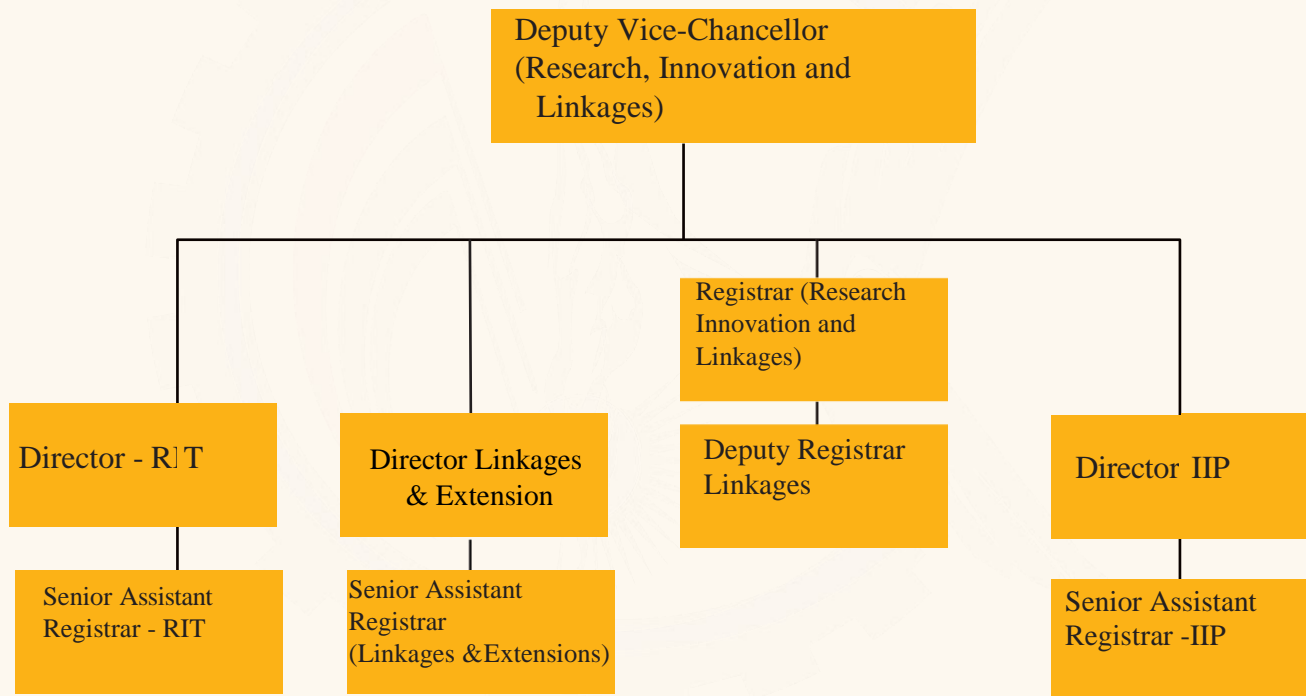 Deputy Vice-Chancellor
(Research, Innovation and
Linkages)
Registrar (Research
Innovation and
Linkages)
Director - RIT
Director Linkages
& Extension
Deputy Registrar
Linkages
Director IIP
Senior Assistant
Registrar - RIT
Senior Assistant
Registrar
(Linkages &Extensions)
Senior Assistant
Registrar -IIP